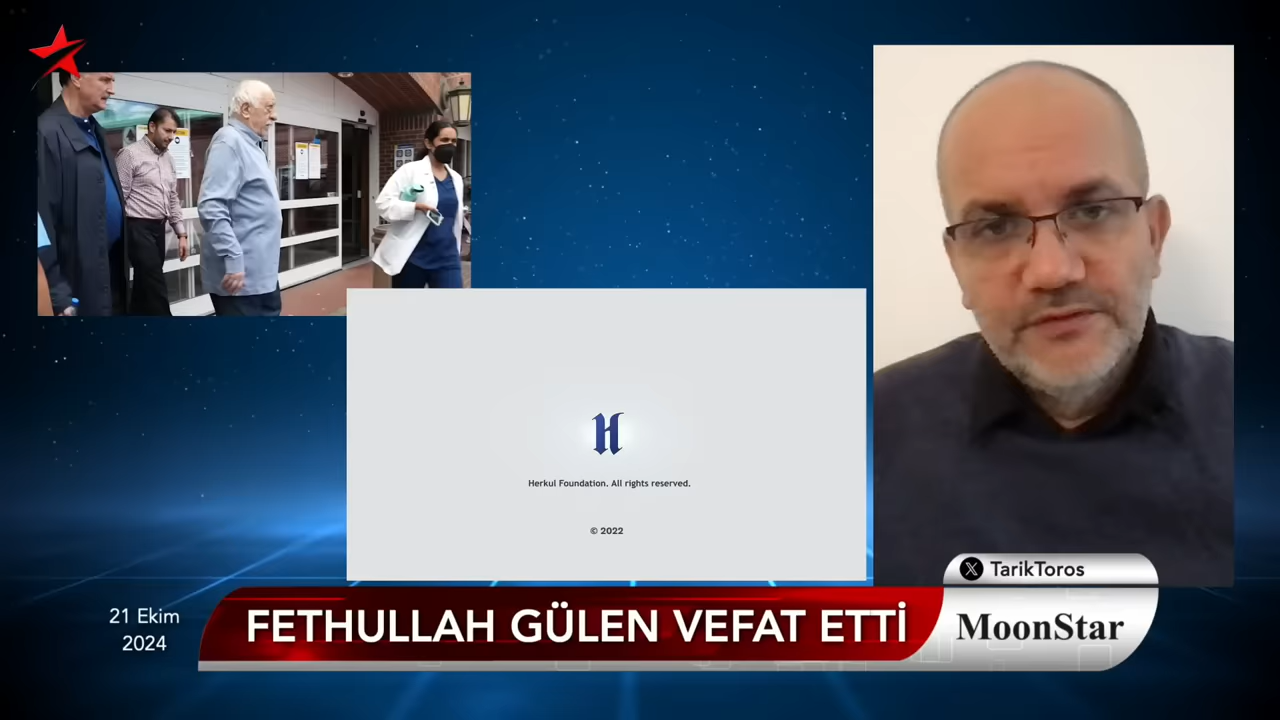 H
Herkul Foundation. All rights reserved.
© 2022
X TarikToros
21 Ekim
2024
FETHULLAH GÜLEN VEFAT ETTİ
MoonStar